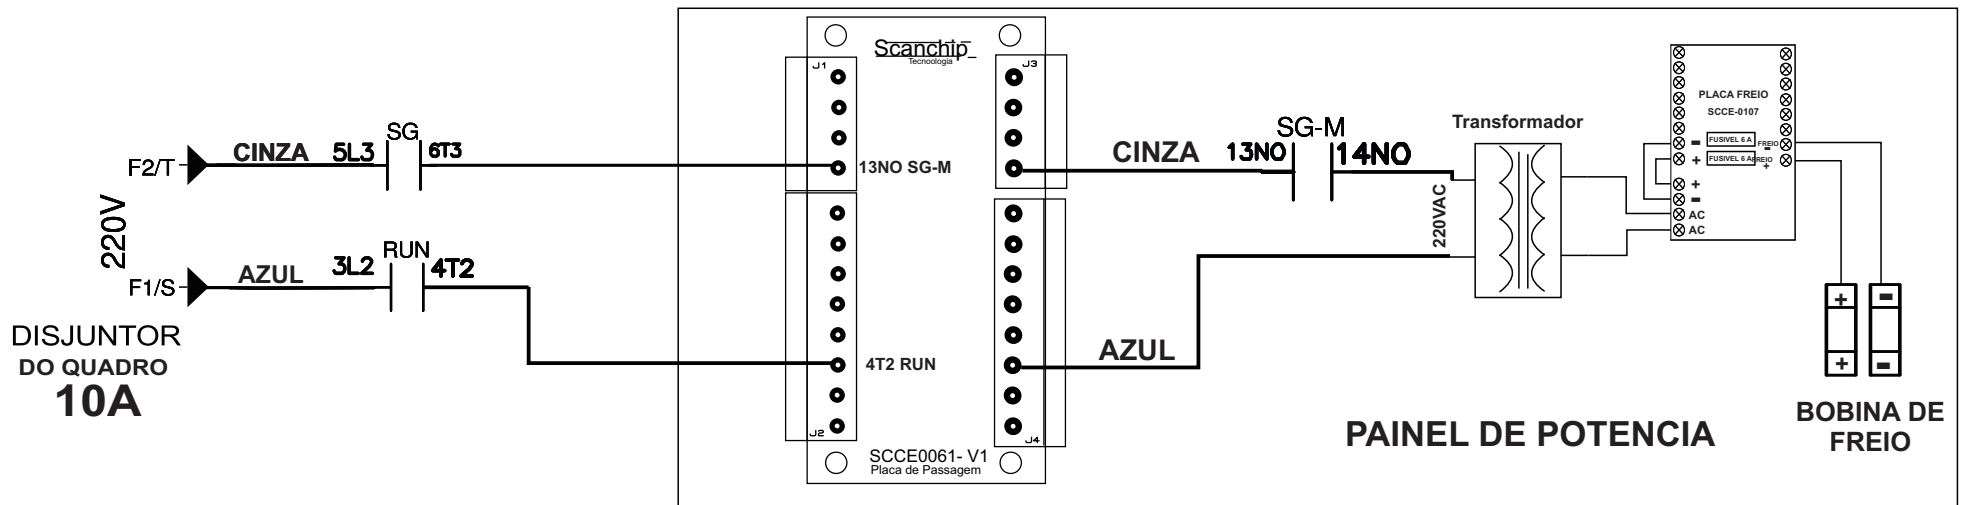 Scanchip
Tecnoologia
J1
J3
13NO SG-M
4T2 RUN
J2
J4
SCCE0061- V1
Placa de Passagem
F2/T
CINZA
5L3
SG
6T3
220V
F1/S
AZUL
3L2
RUN
4T2
DISJUNTOR
DO QUADRO
10A
CINZA
13NO
SG-M
14NO
AZUL
Transformador
220VAC
PLACA FREIO
SCCE-0107
FUSIVEL 6 A
FREIO
-
FUSIVEL 6 A
FREIO
+
-
+
+
-
AC
AC
+
-
+
-
BOBINA DE
FREIO
PAINEL DE POTENCIA